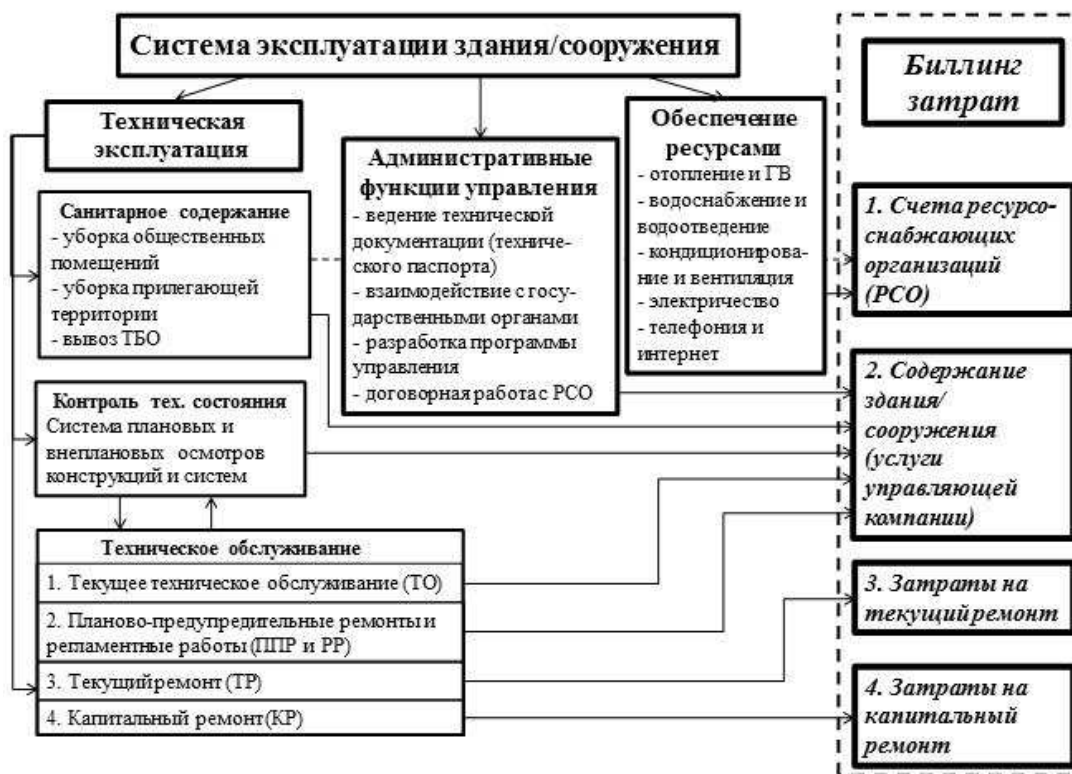 Система эксплуатации здания/сооружения
Техническая
эксплуатация
Санитарное содержание
- уборка общественных
помещений
- уборка прилегающей
территории
- вывоз ТБО
Контроль тех. состояния
Система плановых и
внеплановых осмотров
конструкций и систем
Техническое обслуживание
1. Текущее техническое обслуживание (ТО)
2. Планово-предупредительные ремонты и
регламентные работы (ППР и РР)
3. Текущий ремонт (ТР)
4. Капитальный ремонт (КР)
Административные
функции управления
- ведение технической
документации (техниче-
ского паспорта)
- взаимодействие с госу-
дарственными органами
- разработка программы
управления
- договорная работа с РСО
Обеспечение
ресурсами
- отопление и ГВ
- водоснабжение и
водоотведение
- кондиционирова-
ние и вентиляция
- электричество
- телефония и
интернет
Биллинг
затрат
1. Счета ресурсо-
снабжающих
организаций
(РСО)
2. Содержание
здания/
сооружения
(услуги
управляющей
компании)
3. Затраты на
текущий ремонт
4. Затраты на
капитальный
ремонт